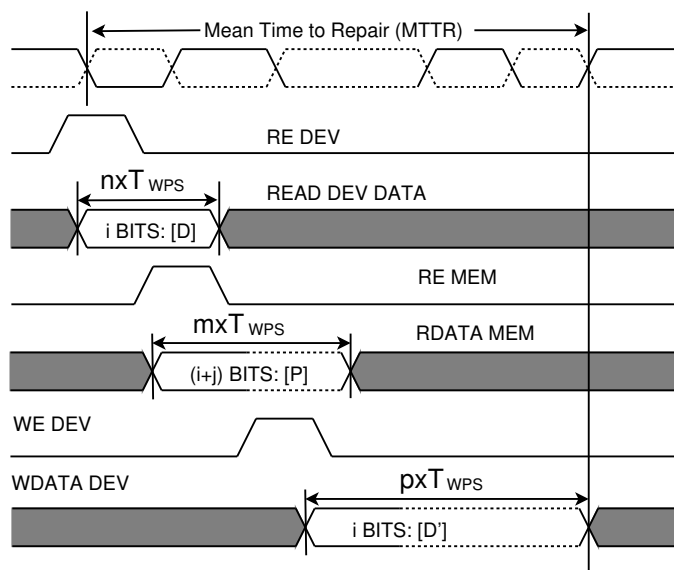 Mean Time to Repair (MTTR)
RE DEV
nxT WPS
READ DEV DATA
i BITS: [D]
RE MEM
mxT WPS
RDATA MEM
(i+j) BITS: [P]
WE DEV
WDATA DEV
pxT WPS
i BITS: [D']